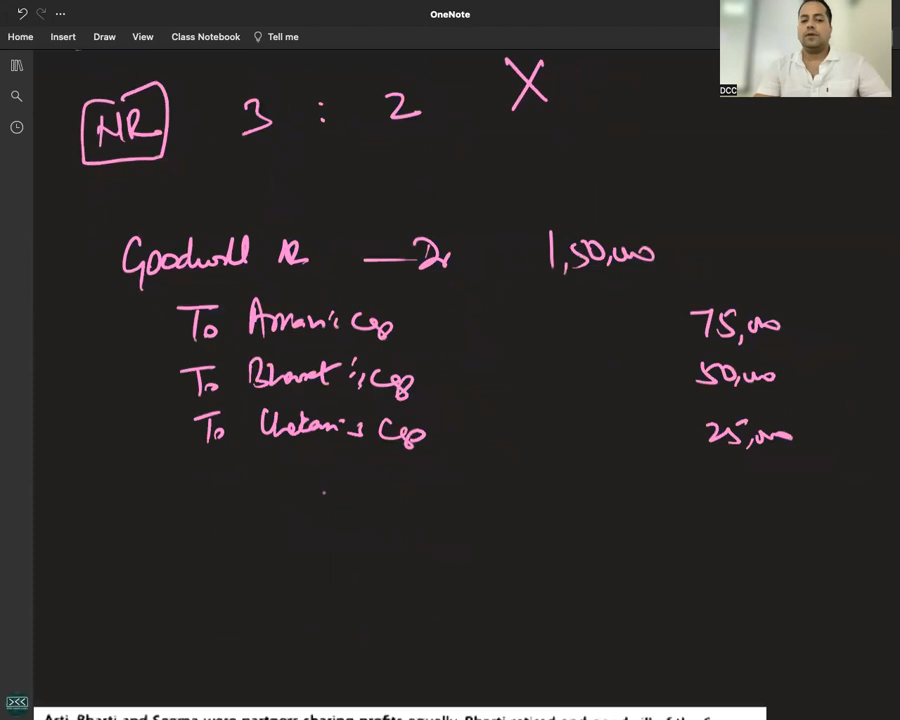 OneNote
Home Insert Draw View Class Notebook Tell me
DCC
NR 3 : 2 X
Goodwill A/c — Dr 1,50,000
To Aman's Cap 75,000
To Bharat's Cap 50,000
To Chetan's Cap 25,000
Arti, Bharti and Seema were partners sharing profits equally. Bharti retired and goodwill of the